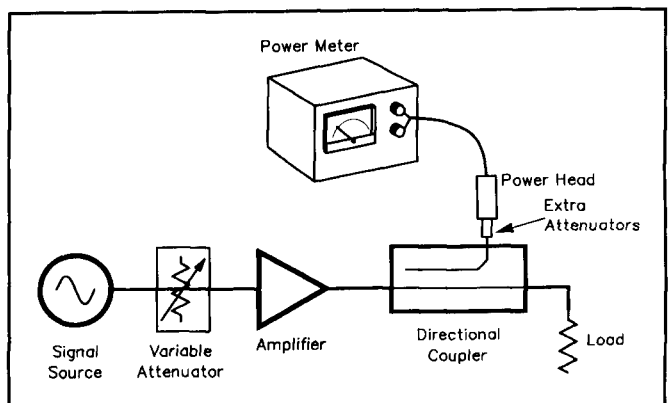 Power Meter
Power Head
Extra
Attenuators
Signal
Source
Variable
Attenuator
Amplifier
Directional
Coupler
Load